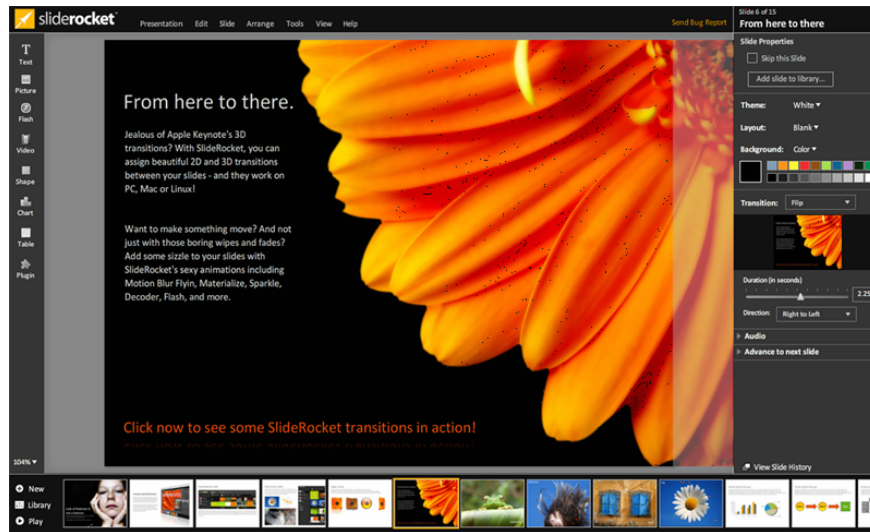 sliderocket
Presentation Edit Slide Arrange Tools View Help
Send Bug Report
Slide 6 of 15
From here to there
Text
Picture
Flash
Video
Shape
Chart
Table
Plugin
104%
From here to there.
Jealous of Apple Keynote's 3D
transitions? With SlideRocket, you can
assign beautiful 2D and 3D transitions
between your slides - and they work on
PC, Mac or Linux!
Want to make something move? And not
just with those boring wipes and fades?
Add some sizzle to your slides with
SlideRocket's sexy animations including
Motion Blur Flyin, Materialize, Sparkle,
Decoder, Flash, and more.
Click now to see some SlideRocket transitions in action!
Slide Properties
Skip this Slide
Add slide to library...
Theme: White
Layout: Blank
Background: Color
Transition: Flip
Duration (in seconds)
2.25
Direction: Right to Left
Audio
Advance to next slide
View Slide History
New
Library
Play